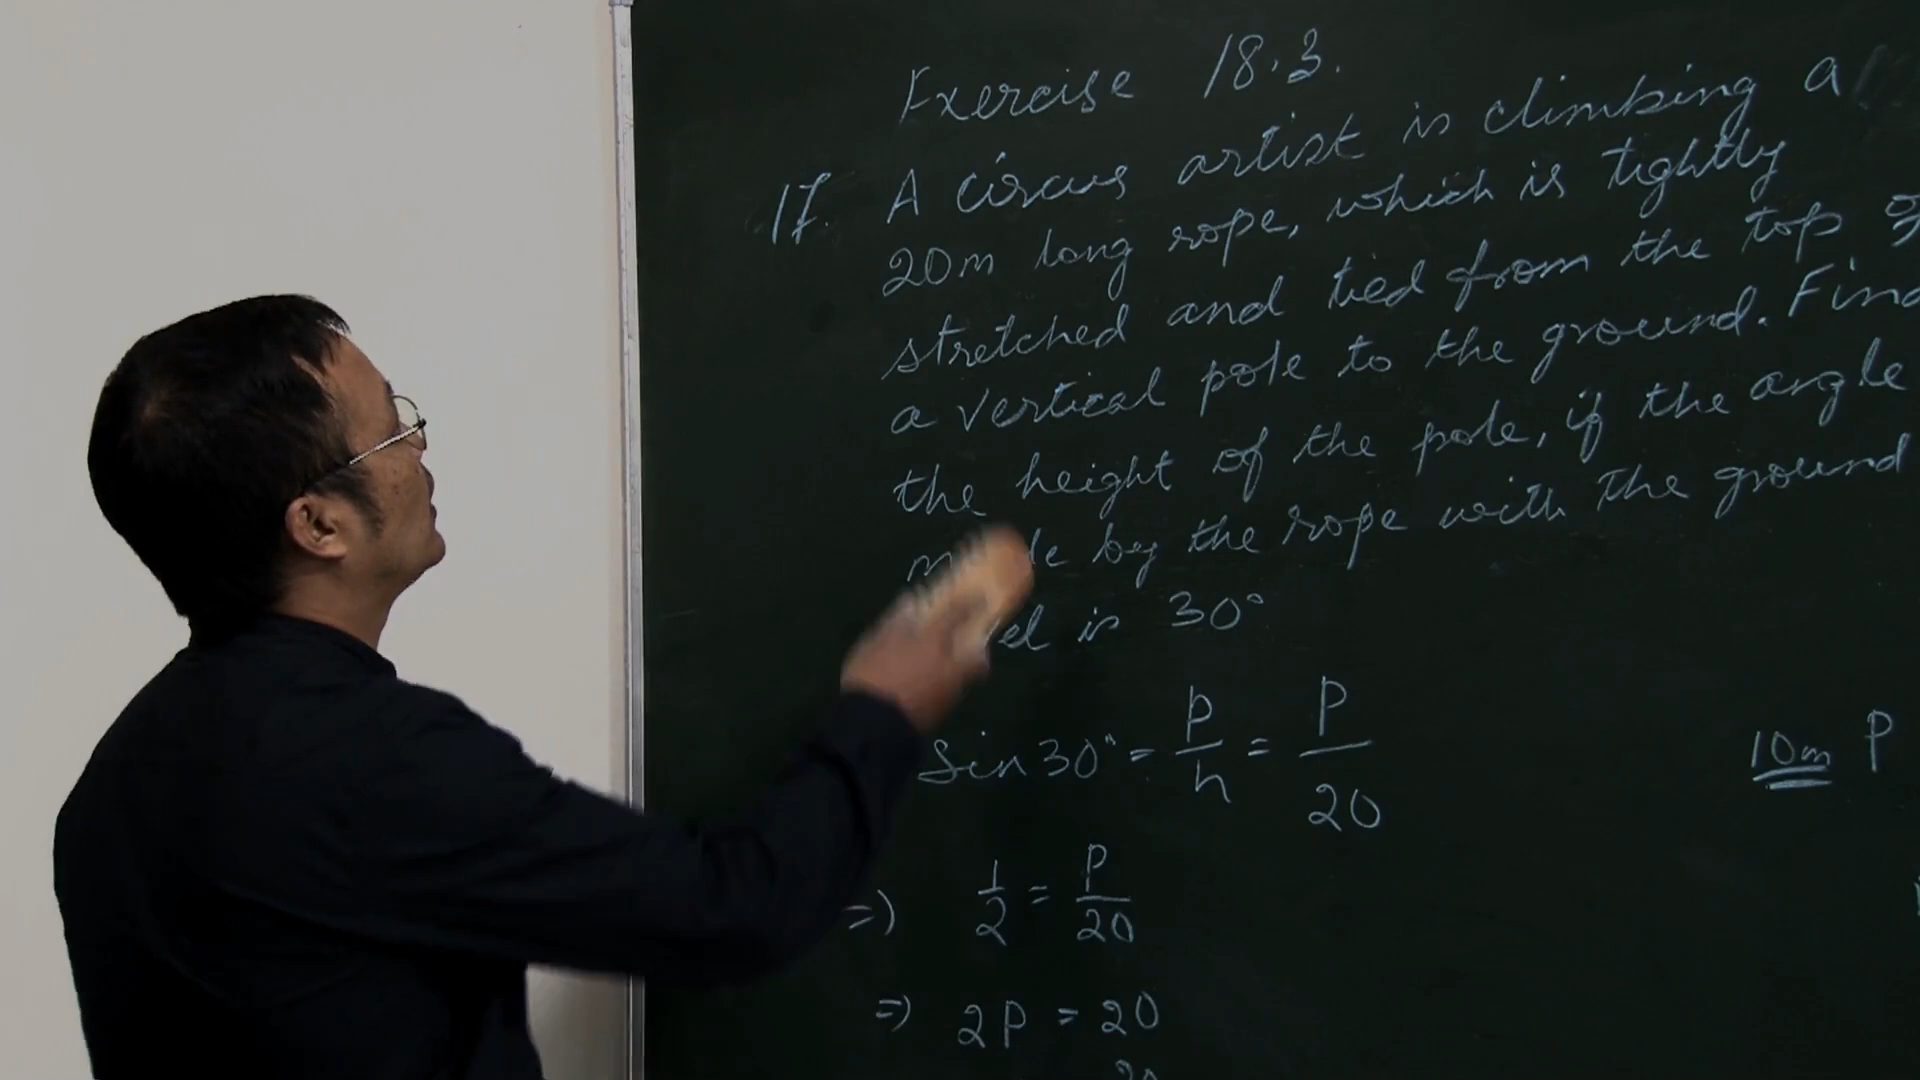 Exercise 18.3.
17. A circus artist is climbing a
20m long rope, which is tightly
stretched and tied from the top of
a vertical pole to the ground. Find
the height of the pole, if the angle
by the rope with the ground
is 30°
Sin 30° = p/h = P/20
10m P
=) 1/2 = P/20
=) 2P = 20
20